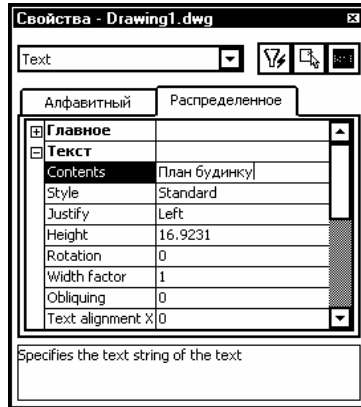 Свойства - Drawing1.dwg
Text
Алфавитный Распределенное
Главное
Текст
Contents План будинку
Style Standard
Justify Left
Height 16.9231
Rotation 0
Width factor 1
Obliquing 0
Text alignment X 0
Specifies the text string of the text